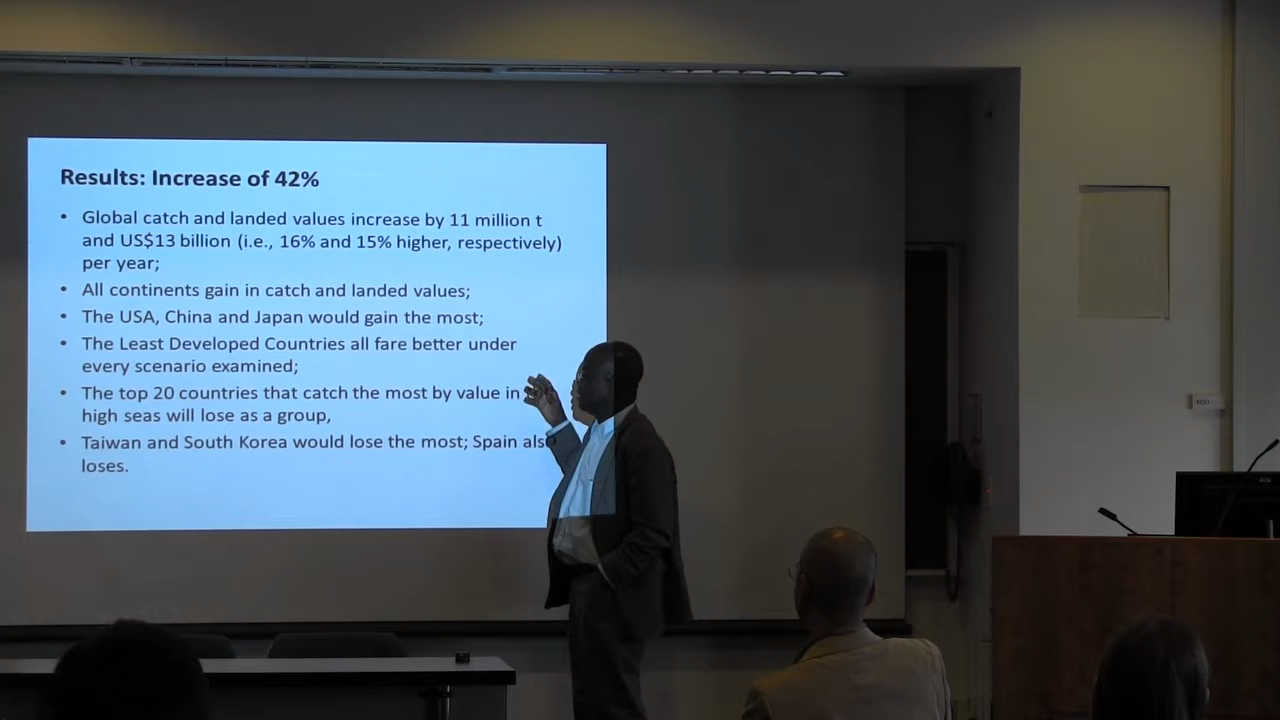 Results: Increase of 42%
• Global catch and landed values increase by 11 million t
and US$13 billion (i.e., 16% and 15% higher, respectively)
per year;
• All continents gain in catch and landed values;
• The USA, China and Japan would gain the most;
• The Least Developed Countries all fare better under
every scenario examined;
• The top 20 countries that catch the most by value in
high seas will lose as a group,
• Taiwan and South Korea would lose the most; Spain also
loses.